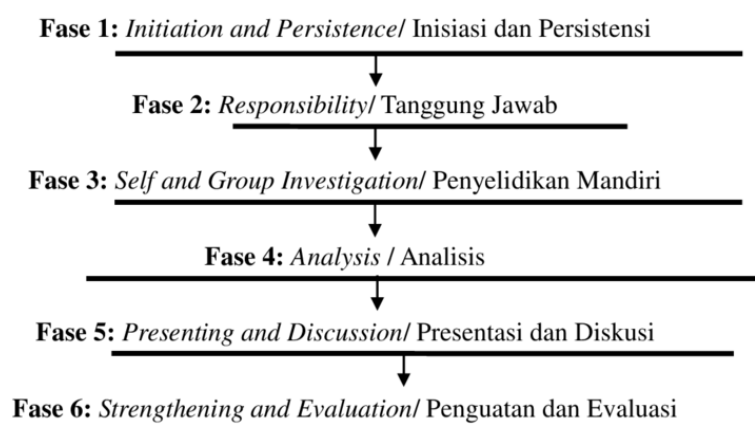 Fase 1: Initiation and Persistence/ Inisiasi dan Persistensi
Fase 2: Responsibility/ Tanggung Jawab
Fase 3: Self and Group Investigation/ Penyelidikan Mandiri
Fase 4: Analysis / Analisis
Fase 5: Presenting and Discussion/ Presentasi dan Diskusi
Fase 6: Strengthening and Evaluation/ Penguatan dan Evaluasi